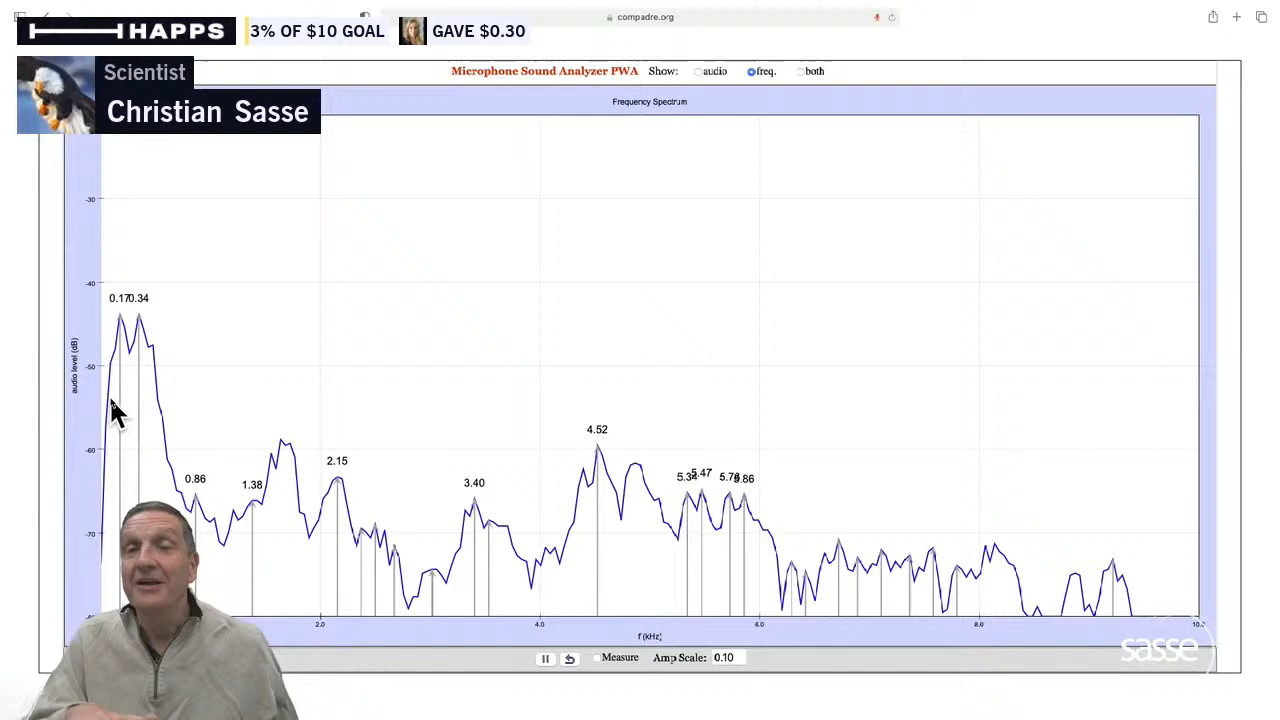 compadre.org
HAPPS
3% OF $10 GOAL
GAVE $0.30
Scientist
Christian Sasse
Microphone Sound Analyzer PWA Show: audio freq. both
Frequency Spectrum
-30
-40
0.17 0.34
audio level (dB)
-50
-60
4.52
2.15
5.34 5.47 5.78 5.86
3.40
0.86
1.38
-70
2.0 4.0 6.0 8.0 10.0
f (kHz)
sasse
Measure Amp Scale: 0.10